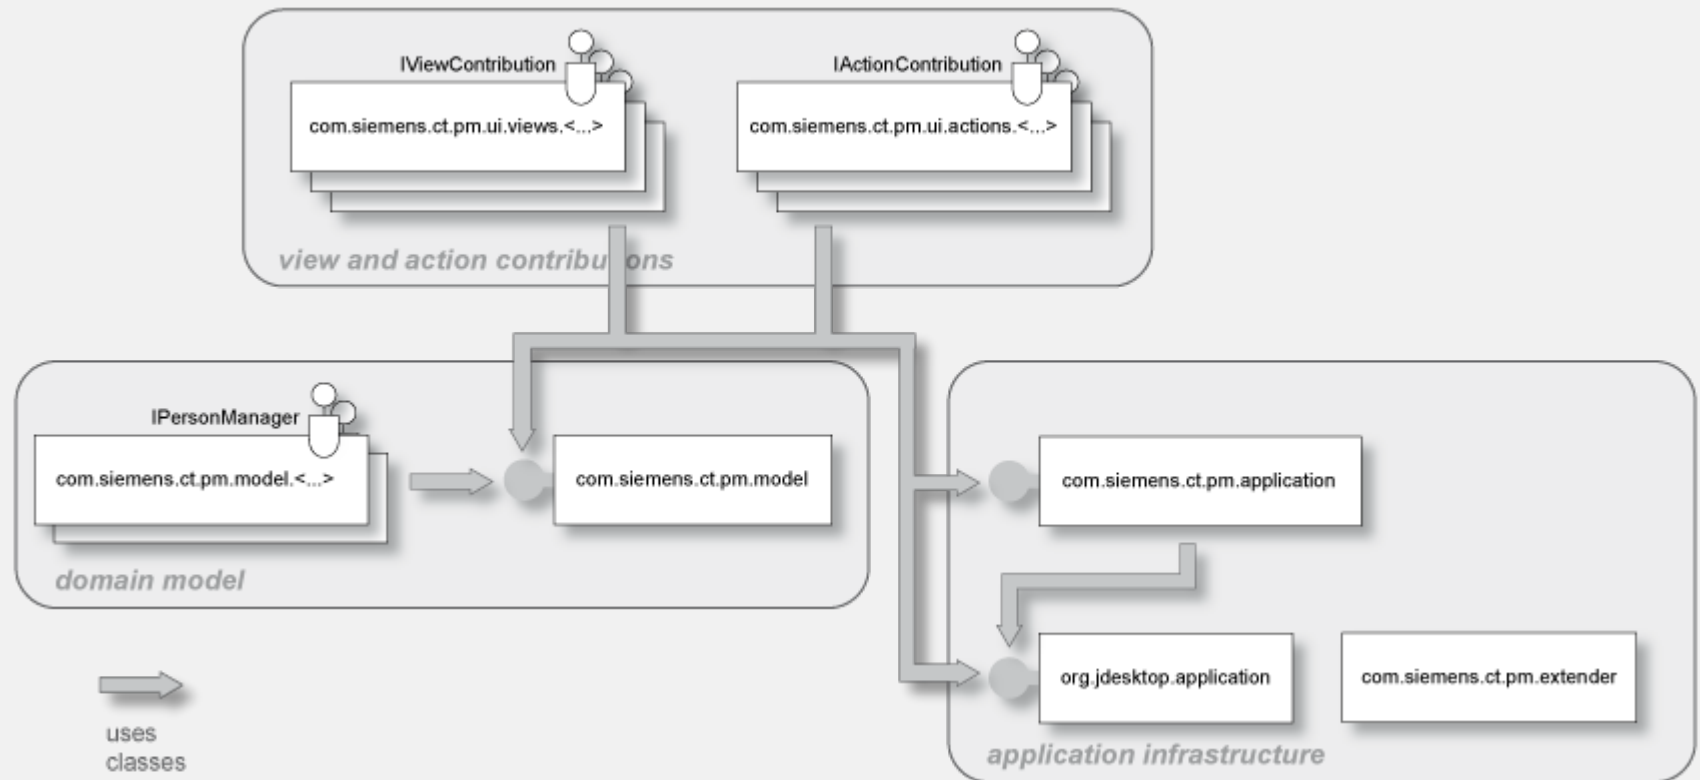 IViewContribution
IActionContribution
com.siemens.ct.pm.ui.views.<...>
com.siemens.ct.pm.ui.actions.<...>
view and action contributions
IPersonManager
com.siemens.ct.pm.model.<...>
com.siemens.ct.pm.model
com.siemens.ct.pm.application
domain model
org.jdesktop.application
com.siemens.ct.pm.extender
uses
classes
application infrastructure